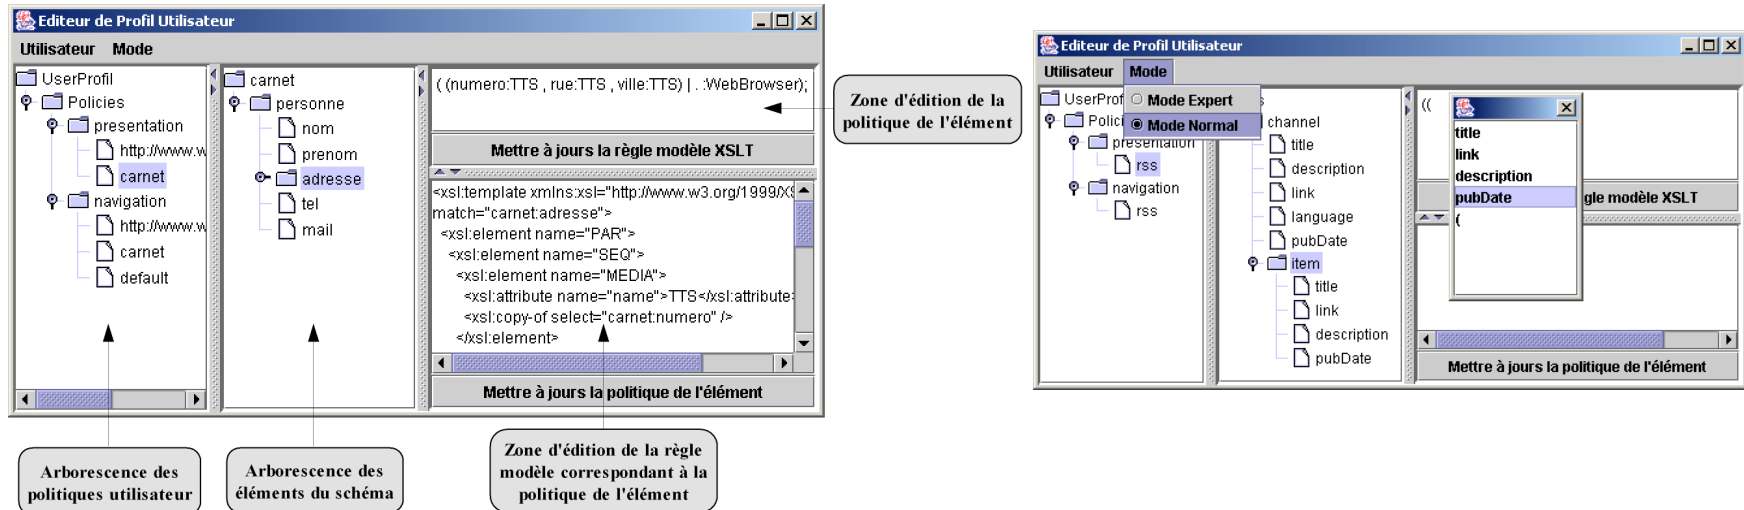 Editeur de Profil Utilisateur
Utilisateur Mode
UserProfil
Policies
presentation
http://www.w
carnet
navigation
http://www.w
carnet
default
carnet
personne
nom
prenom
adresse
tel
mail
( (numero:TTS , rue:TTS , ville:TTS) | . :WebBrowser);
Mettre à jours la règle modèle XSLT
<xsl:template xmlns:xsl="http://www.w3.org/1999/XS
match="carnet:adresse">
<xsl:element name="PAR">
<xsl:element name="SEQ">
<xsl:element name="MEDIA">
<xsl:attribute name="name">TTS</xsl:attribute>
<xsl:copy-of select="carnet:numero" />
</xsl:element>
Mettre à jours la politique de l'élément
Zone d'édition de la
politique de l'élément
Arborescence des
politiques utilisateur
Arborescence des
éléments du schéma
Zone d'édition de la règle
modèle correspondant à la
politique de l'élément
Editeur de Profil Utilisateur
Utilisateur Mode
Mode Expert
Mode Normal
UserProf
Polic
presentation
rss
navigation
rss
s
channel
title
description
link
language
pubDate
item
title
link
description
pubDate
((
title
link
description
pubDate
(
gle modèle XSLT
Mettre à jours la politique de l'élément